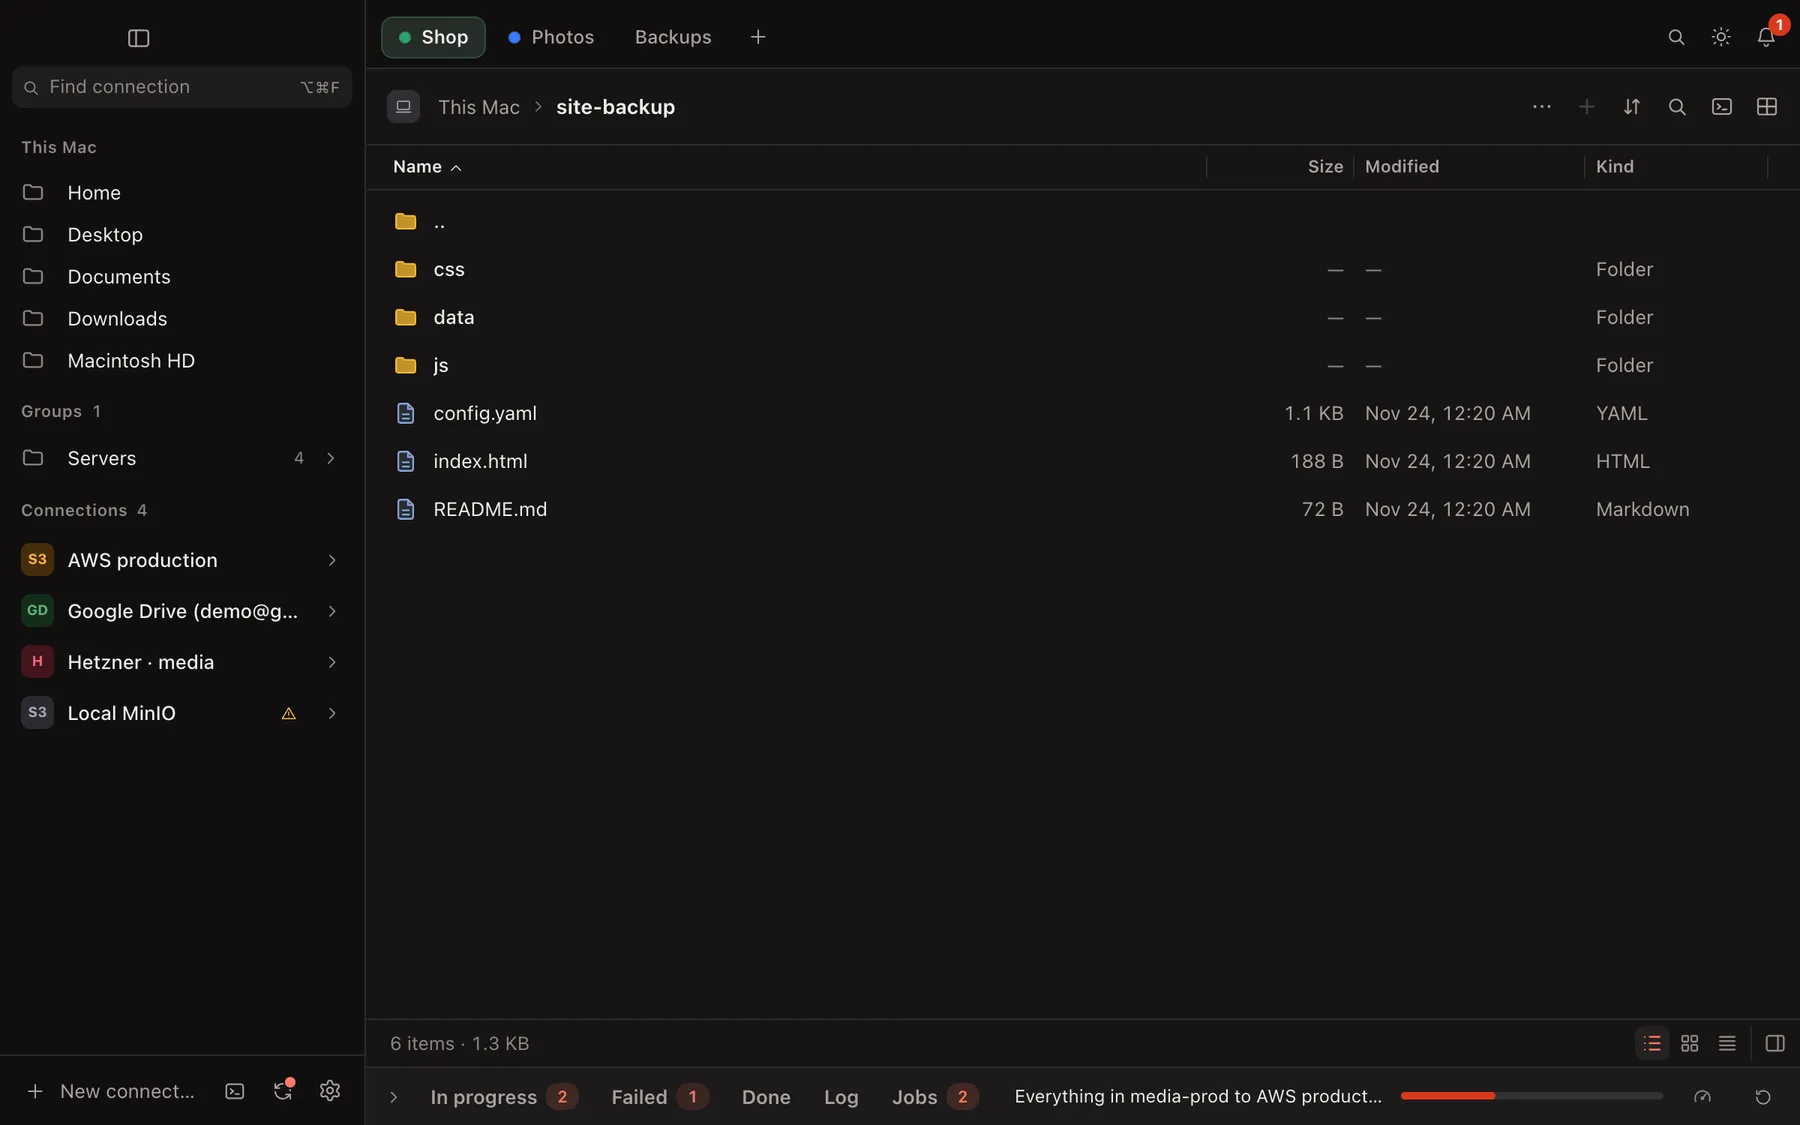 Shop
Photos
Backups
1
Find connection ⌥⌘F
This Mac
Home
Desktop
Documents
Downloads
Macintosh HD
Groups 1
Servers 4
Connections 4
S3 AWS production
GD Google Drive (demo@g...
H Hetzner · media
S3 Local MinIO
New connect...
This Mac > site-backup
Name Size Modified Kind
..
css — — Folder
data — — Folder
js — — Folder
config.yaml 1.1 KB Nov 24, 12:20 AM YAML
index.html 188 B Nov 24, 12:20 AM HTML
README.md 72 B Nov 24, 12:20 AM Markdown
6 items · 1.3 KB
In progress 2 Failed 1 Done Log Jobs 2 Everything in media-prod to AWS product...